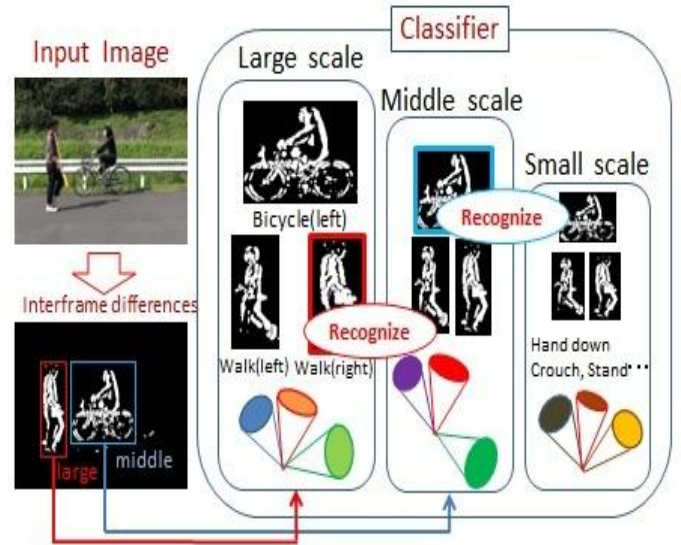 Classifier
Input Image
Large scale
Middle scale
Small scale
Bicycle(left)
Recognize
Interframe differences
Recognize
Walk(left) Walk(right)
Hand down
Crouch, Stand...
large
middle